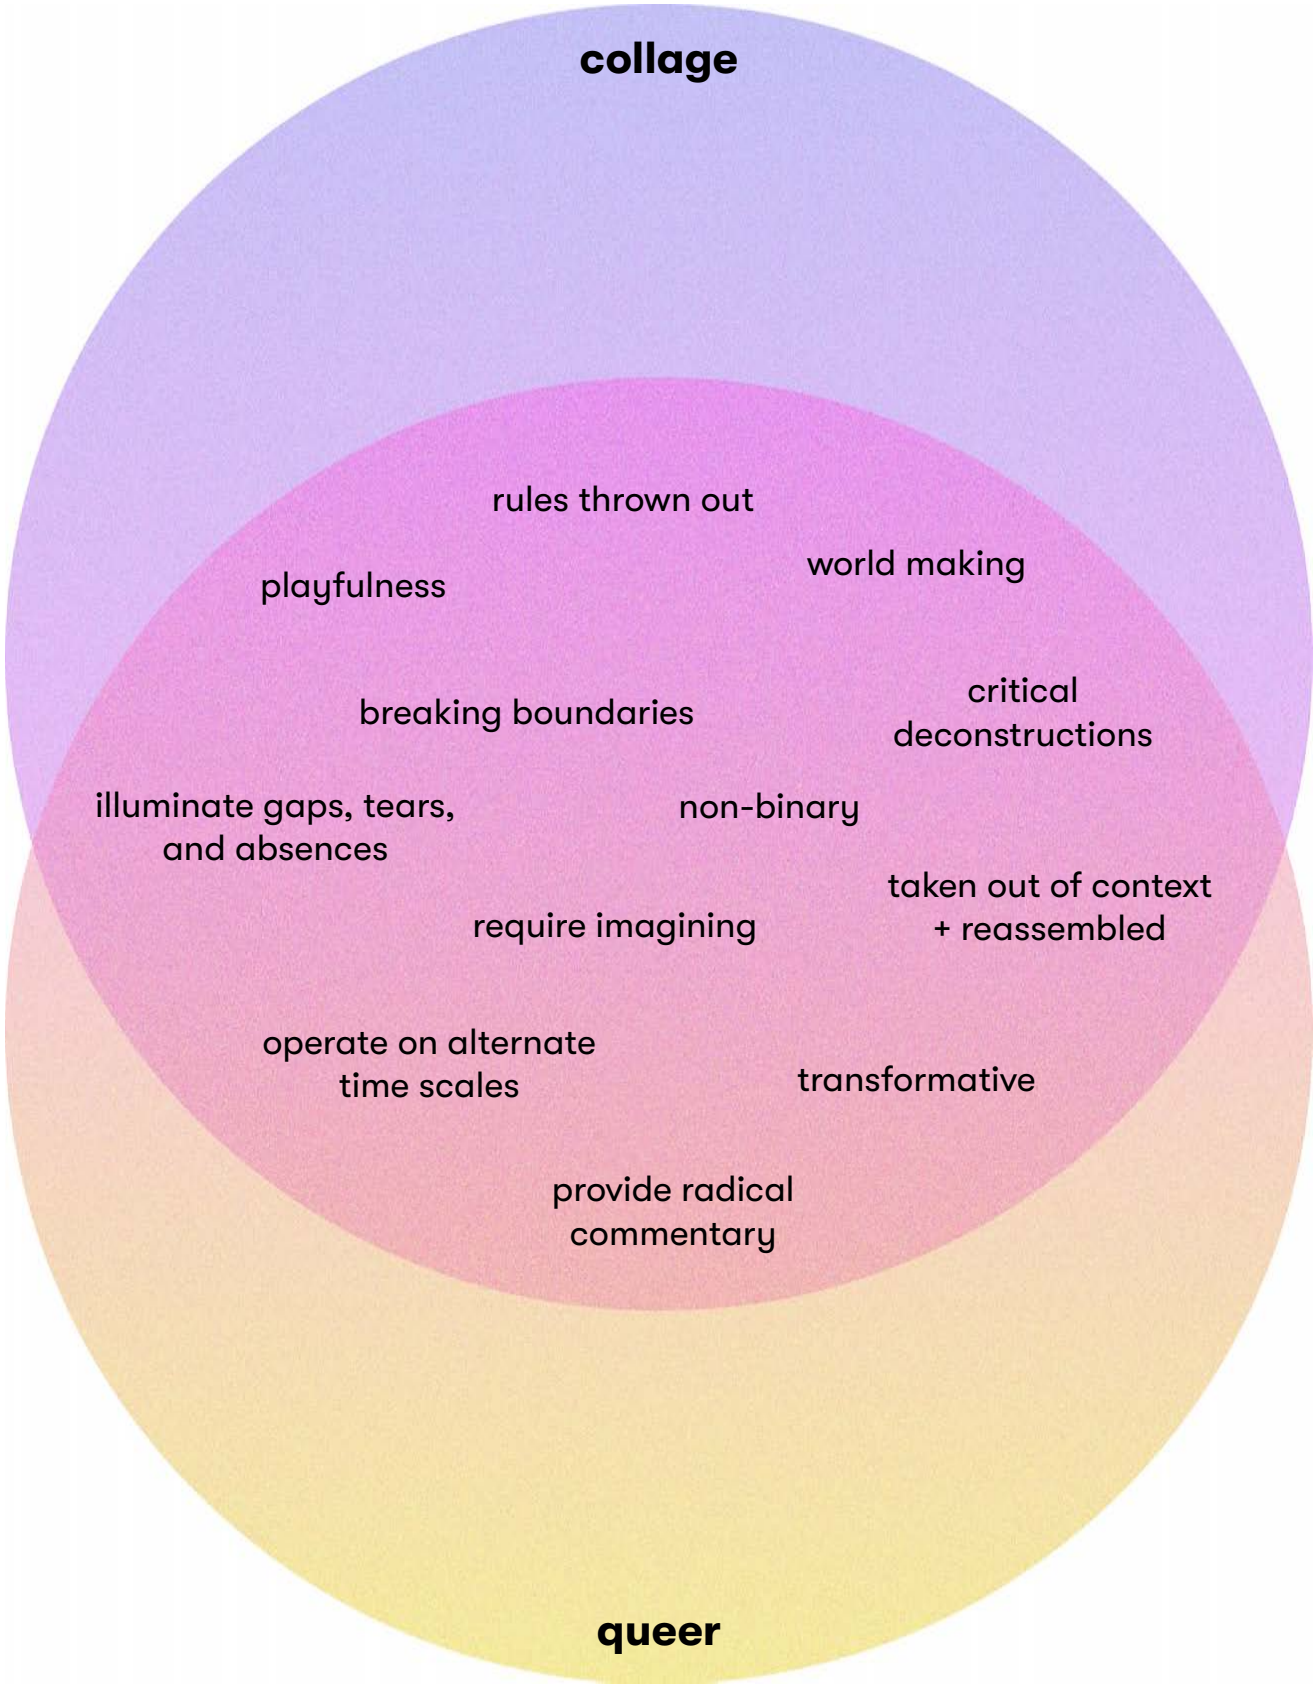 collage
rules thrown out
world making
playfulness
critical
deconstructions
breaking boundaries
illuminate gaps, tears,
and absences
non-binary
taken out of context
+ reassembled
require imagining
operate on alternate
time scales
transformative
provide radical
commentary
queer